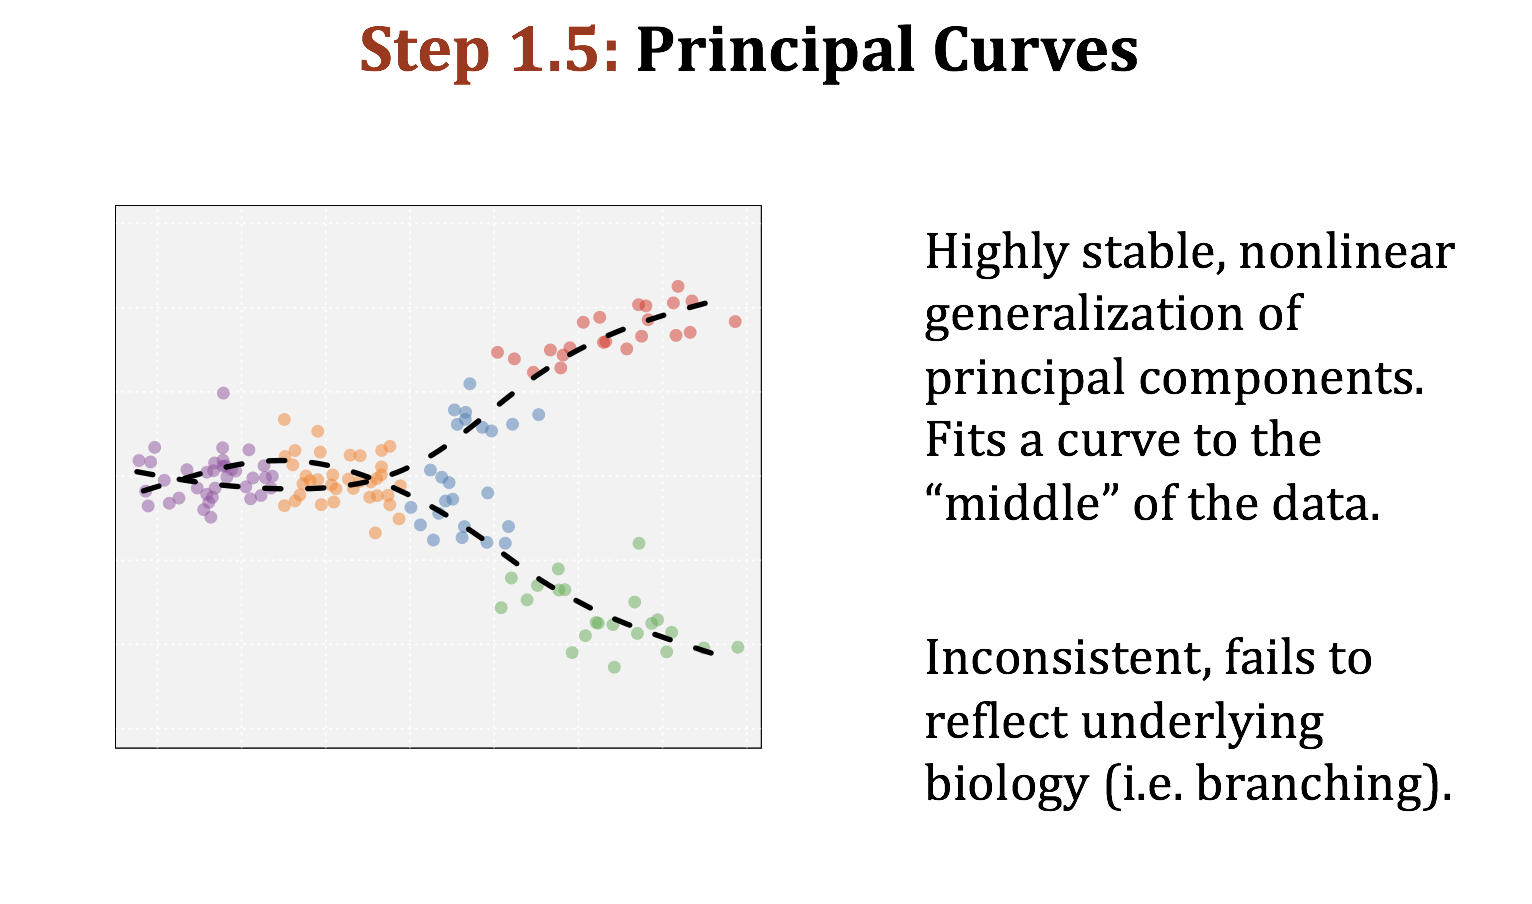 Step 1.5: Principal Curves
Highly stable, nonlinear
generalization of
principal components.
Fits a curve to the
“middle” of the data.
Inconsistent, fails to
reflect underlying
biology (i.e. branching).